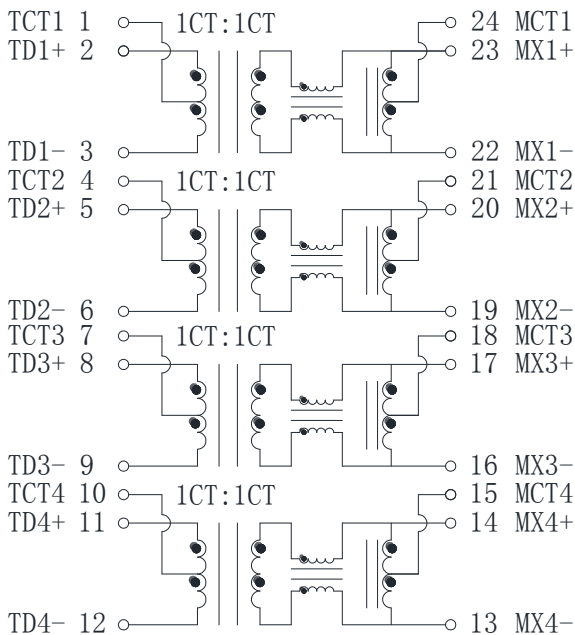 TCT1 1 1CT:1CT 24 MCT1
TD1+ 2 23 MX1+
TD1- 3 22 MX1-
TCT2 4 1CT:1CT 21 MCT2
TD2+ 5 20 MX2+
TD2- 6 19 MX2-
TCT3 7 1CT:1CT 18 MCT3
TD3+ 8 17 MX3+
TD3- 9 16 MX3-
TCT4 10 1CT:1CT 15 MCT4
TD4+ 11 14 MX4+
TD4- 12 13 MX4-